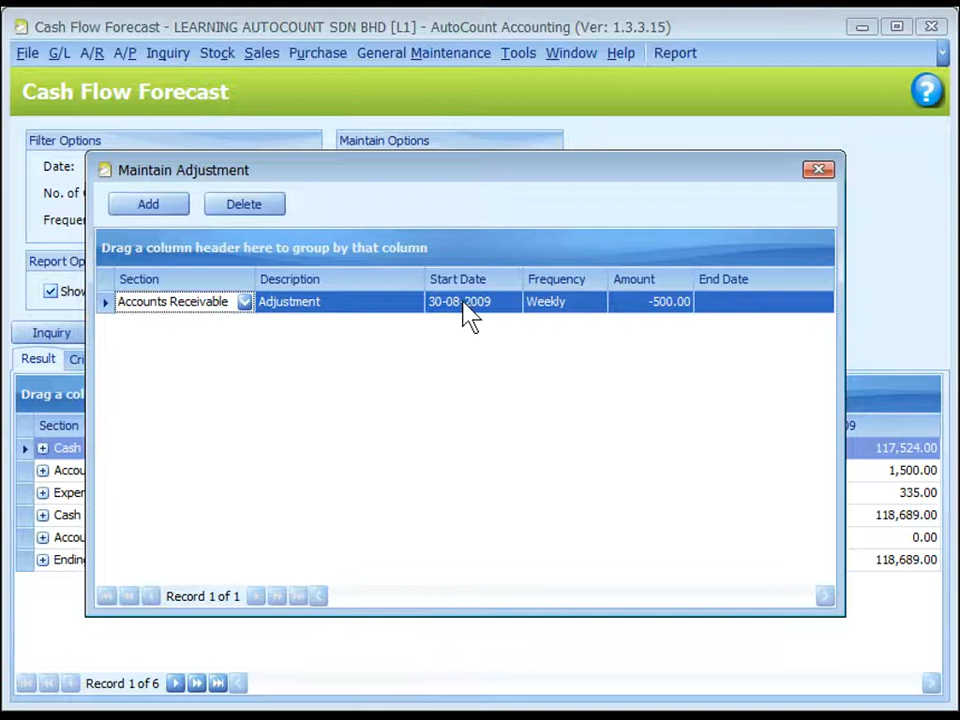 Cash Flow Forecast - LEARNING AUTOCOUNT SDN BHD [L1] - AutoCount Accounting (Ver: 1.3.3.15)
File G/L A/R A/P Inquiry Stock Sales Purchase General Maintenance Tools Window Help Report
Cash Flow Forecast
Filter Options Maintain Options
Date:
No. of
Freque
Report Op
Show
Inquiry
Result Cri
Maintain Adjustment
Add Delete
Drag a column header here to group by that column
Section Description Start Date Frequency Amount End Date
Accounts Receivable Adjustment 30-08-2009 Weekly -500.00
Record 1 of 1
Drag a col
Section 09
Cash 117,524.00
Accou 1,500.00
Exper 335.00
Cash 118,689.00
Accou 0.00
Ending 118,689.00
Record 1 of 6